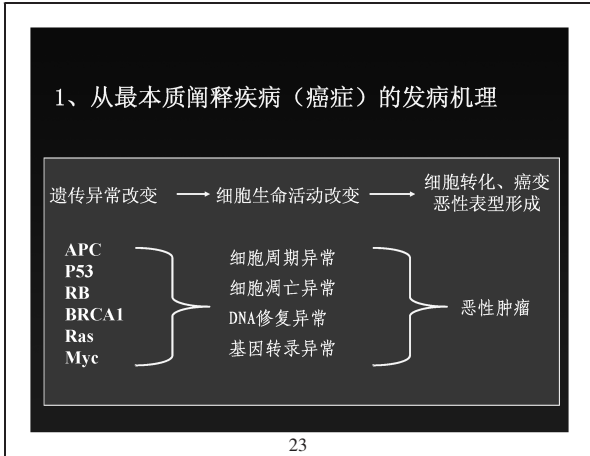 1、从最本质阐释疾病（癌症）的发病机理
遗传异常改变 → 细胞生命活动改变 → 细胞转化、癌变
恶性表型形成
APC
P53
RB
BRCA1
Ras
Myc
细胞周期异常
细胞凋亡异常
DNA修复异常
基因转录异常
恶性肿瘤
23